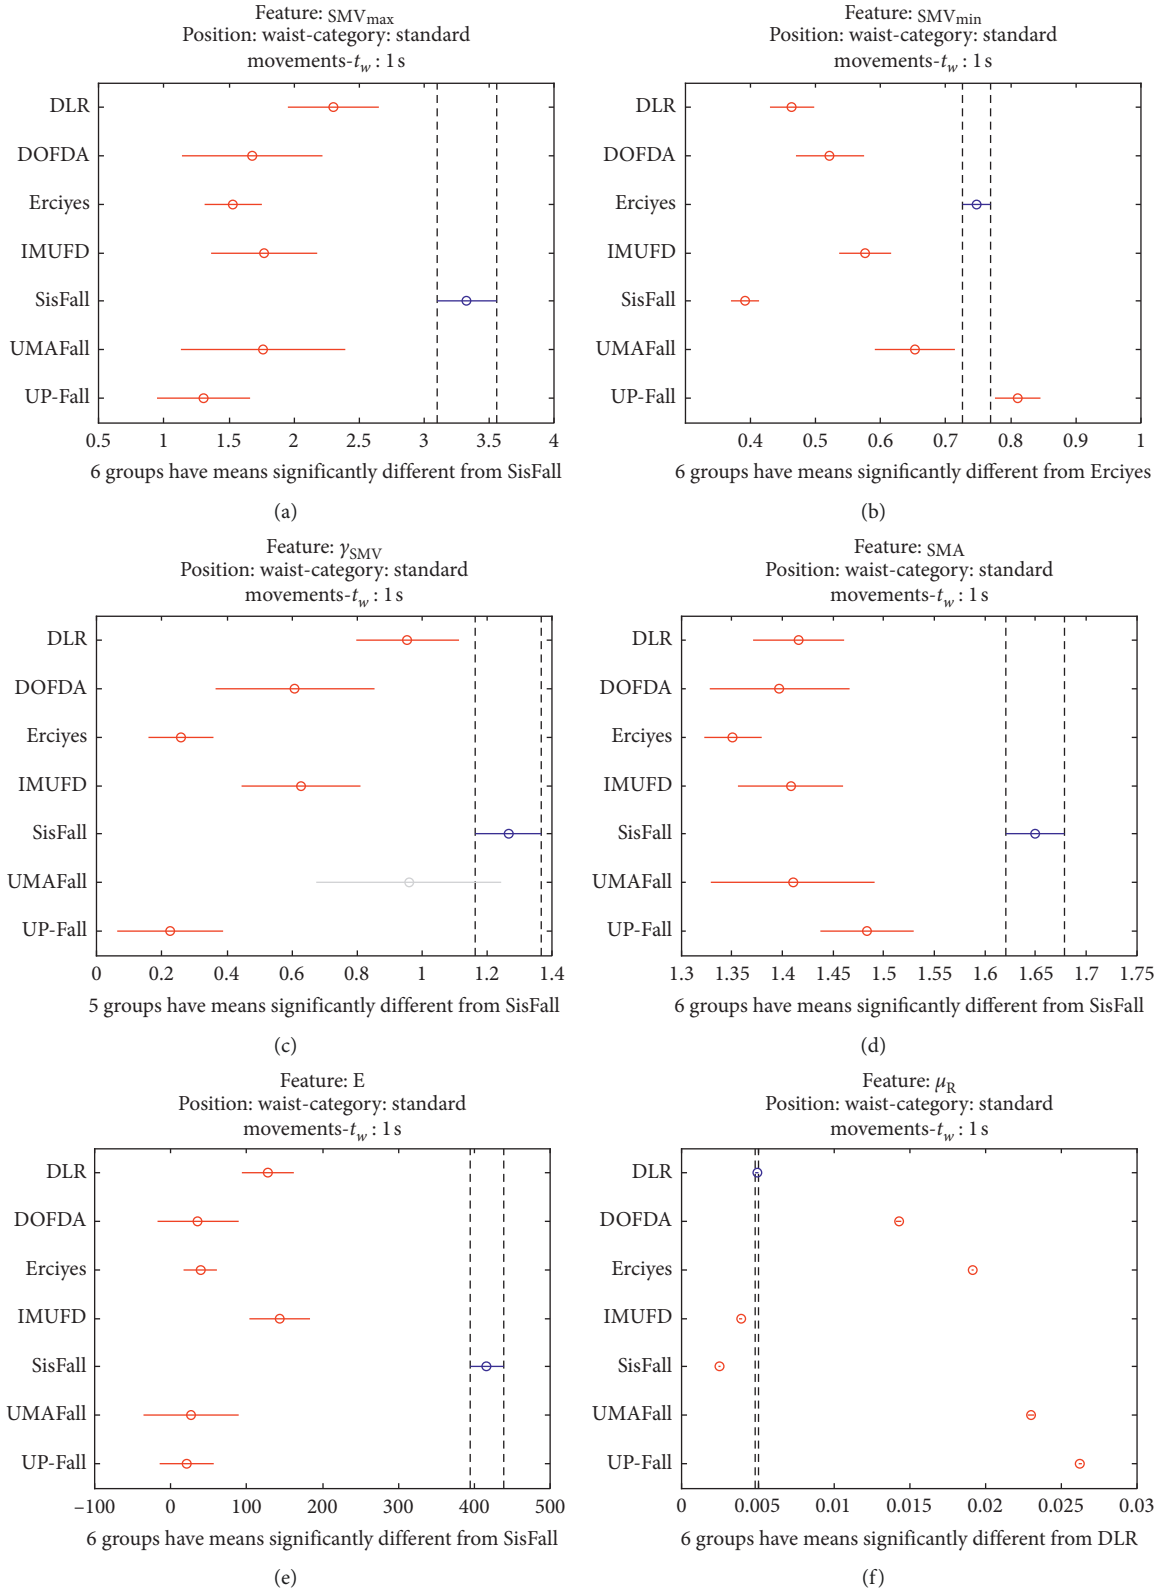 Feature: SMVmax
Position: waist-category: standard
movements-tw : 1 s
DLR
DOFDA
Erciyes
IMUFD
SisFall
UMAFall
UP-Fall
0.5 1 1.5 2 2.5 3 3.5 4
6 groups have means significantly different from SisFall
(a)
Feature: SMVmin
Position: waist-category: standard
movements-tw : 1 s
DLR
DOFDA
Erciyes
IMUFD
SisFall
UMAFall
UP-Fall
0.4 0.5 0.6 0.7 0.8 0.9 1
6 groups have means significantly different from Erciyes
(b)
Feature: γSMV
Position: waist-category: standard
movements-tw : 1 s
DLR
DOFDA
Erciyes
IMUFD
SisFall
UMAFall
UP-Fall
0 0.2 0.4 0.6 0.8 1 1.2 1.4
5 groups have means significantly different from SisFall
(c)
Feature: SMA
Position: waist-category: standard
movements-tw : 1 s
DLR
DOFDA
Erciyes
IMUFD
SisFall
UMAFall
UP-Fall
1.3 1.35 1.4 1.45 1.5 1.55 1.6 1.65 1.7 1.75
6 groups have means significantly different from SisFall
(d)
Feature: E
Position: waist-category: standard
movements-tw : 1 s
DLR
DOFDA
Erciyes
IMUFD
SisFall
UMAFall
UP-Fall
–100 0 100 200 300 400 500
6 groups have means significantly different from SisFall
(e)
Feature: μR
Position: waist-category: standard
movements-tw : 1 s
DLR
DOFDA
Erciyes
IMUFD
SisFall
UMAFall
UP-Fall
0 0.005 0.01 0.015 0.02 0.025 0.03
6 groups have means significantly different from DLR
(f)